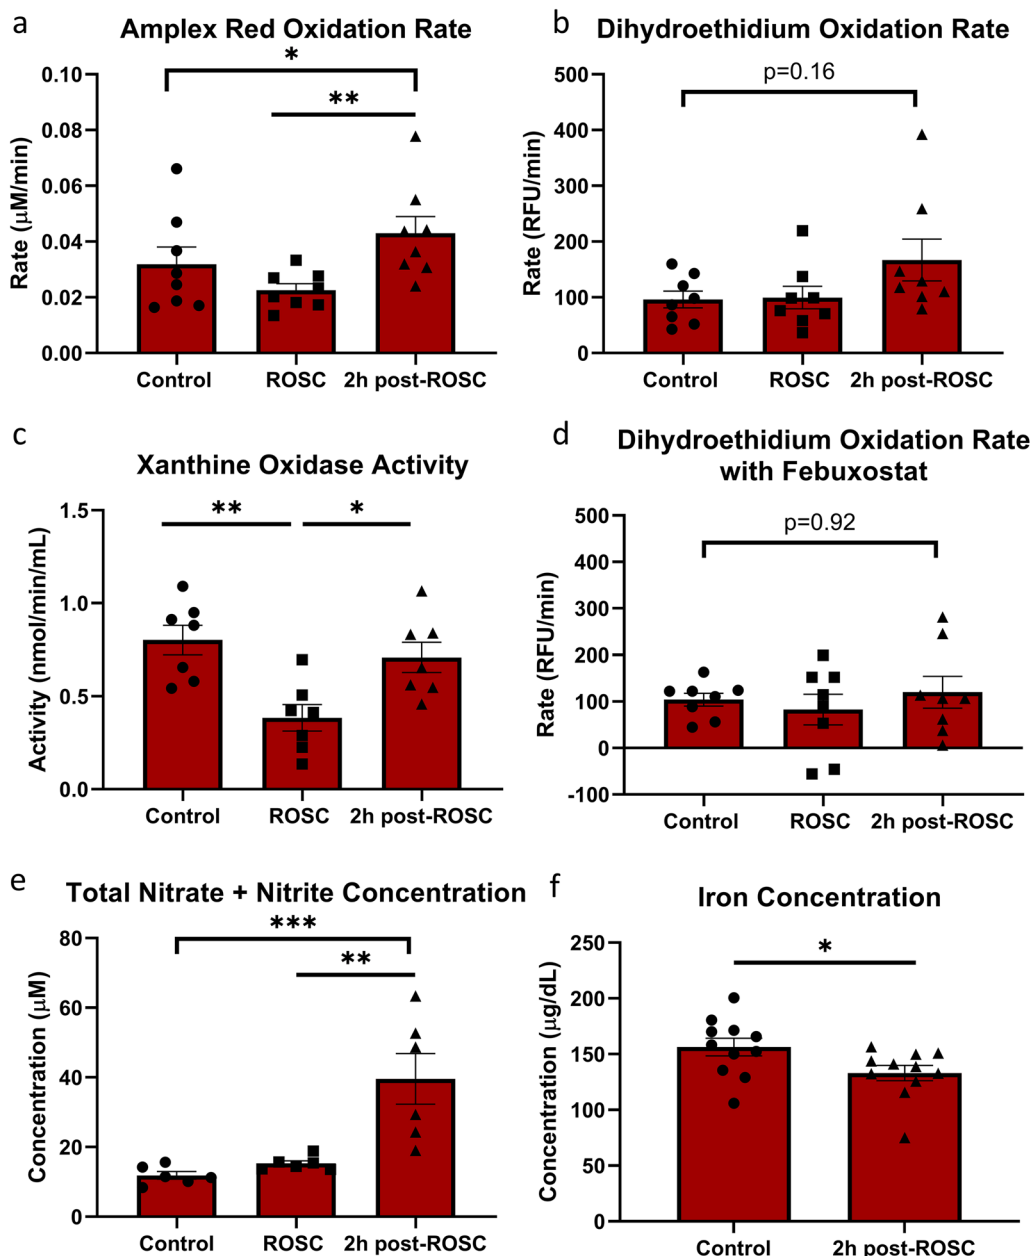 a
Amplex Red Oxidation Rate
*
**
0.10
0.08
0.06
0.04
0.02
0.00
Rate (μM/min)
Control ROSC 2h post-ROSC
b
Dihydroethidium Oxidation Rate
p=0.16
500
400
300
200
100
0
Rate (RFU/min)
Control ROSC 2h post-ROSC
c
Xanthine Oxidase Activity
** *
1.5
1.0
0.5
0.0
Activity (nmol/min/mL)
Control ROSC 2h post-ROSC
d
Dihydroethidium Oxidation Rate
with Febuxostat
p=0.92
500
400
300
200
100
0
-100
Rate (RFU/min)
Control ROSC 2h post-ROSC
e
Total Nitrate + Nitrite Concentration
***
**
80
60
40
20
0
Concentration (μM)
Control ROSC 2h post-ROSC
f
Iron Concentration
*
250
200
150
100
50
0
Concentration (μg/dL)
Control 2h post-ROSC